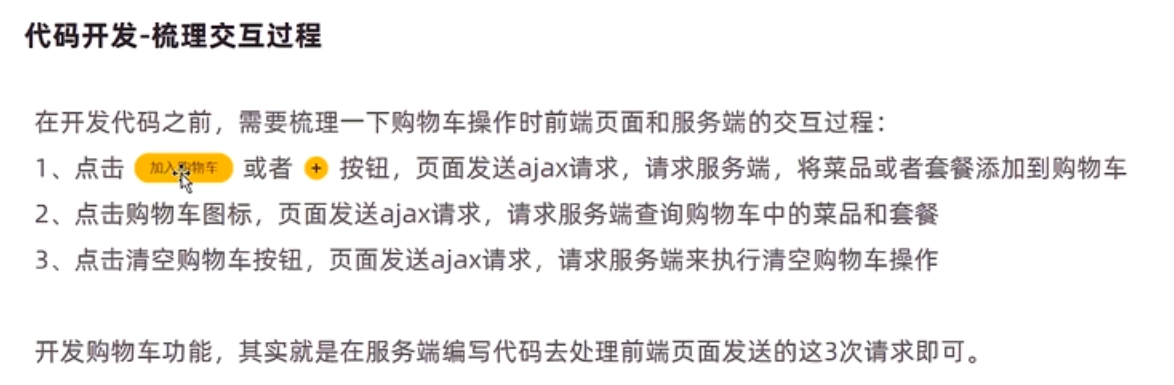 代码开发-梳理交互过程
在开发代码之前，需要梳理一下购物车操作时前端页面和服务端的交互过程：
1、点击 加入购物车 或者 + 按钮，页面发送ajax请求，请求服务端，将菜品或者套餐添加到购物车
2、点击购物车图标，页面发送ajax请求，请求服务端查询购物车中的菜品和套餐
3、点击清空购物车按钮，页面发送ajax请求，请求服务端来执行清空购物车操作
开发购物车功能，其实就是在服务端编写代码去处理前端页面发送的这3次请求即可。